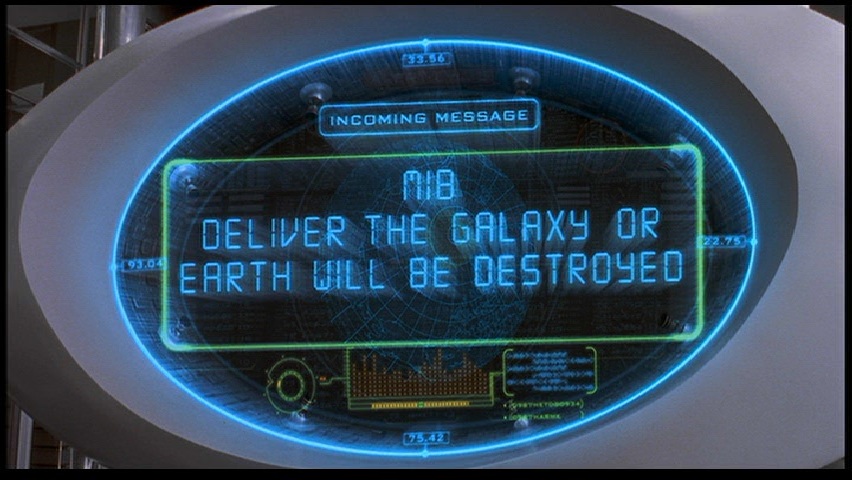 33.56
INCOMING MESSAGE
MIB
DELIVER THE GALAXY OR
EARTH WILL BE DESTROYED
22.75
93.04
75.42